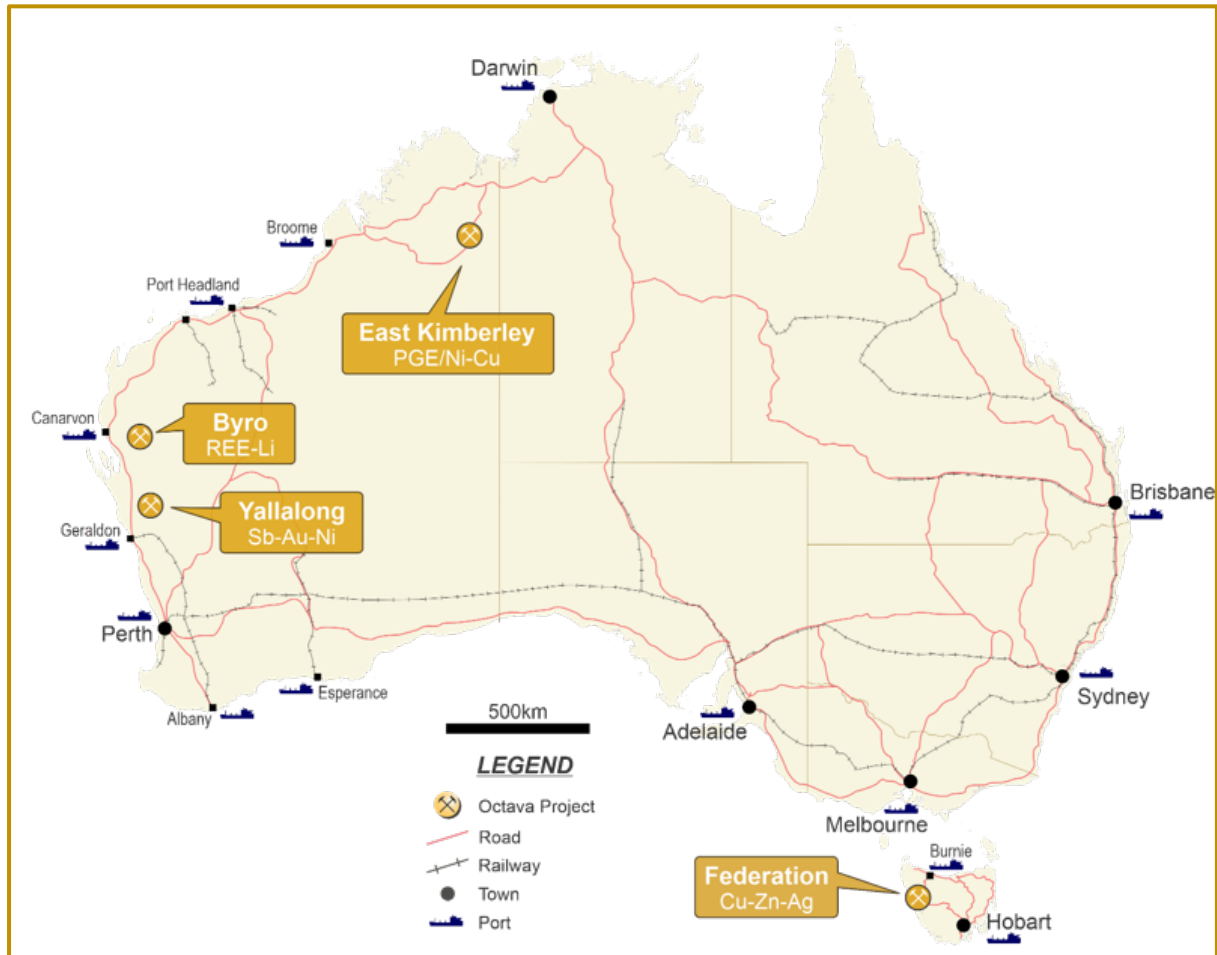 Darwin
Broome
Port Headland
East Kimberley
PGE/Ni-Cu
Canarvon
Byro
REE-Li
Yallalong
Sb-Au-Ni
Geraldon
Brisbane
Perth
Esperance
Albany
Sydney
Adelaide
500km
LEGEND
Octava Project
Road
Railway
Town
Port
Melbourne
Burnie
Federation
Cu-Zn-Ag
Hobart